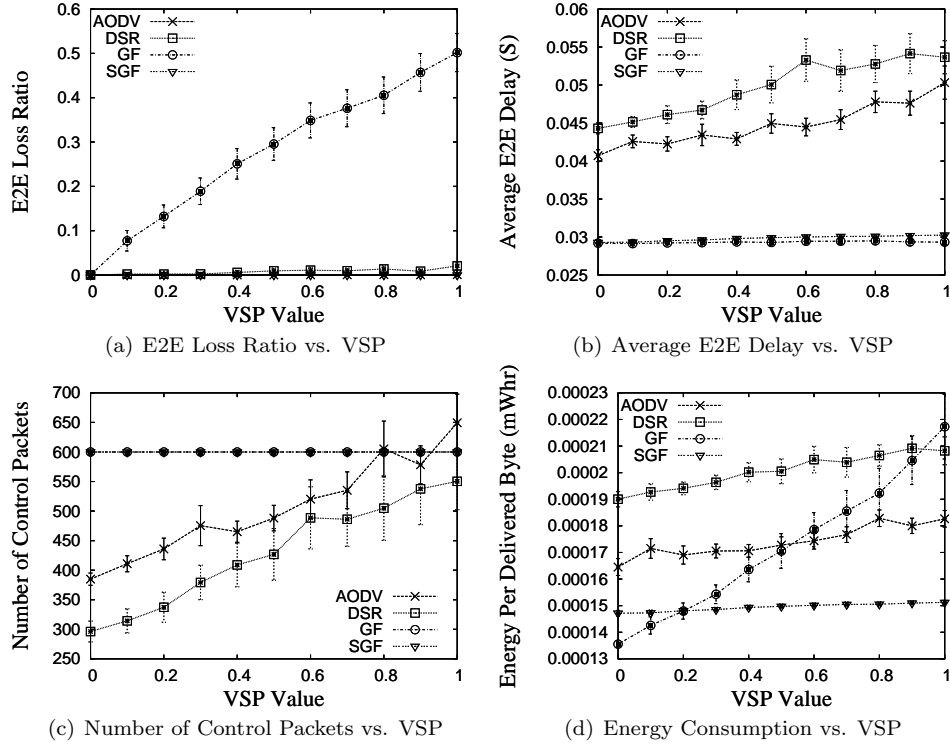 AODV
DSR
GF
SGF
E2E Loss Ratio
0.6
0.5
0.4
0.3
0.2
0.1
0
0 0.2 0.4 0.6 0.8 1
VSP Value
(a) E2E Loss Ratio vs. VSP
AODV
DSR
GF
SGF
Average E2E Delay (S)
0.06
0.055
0.05
0.045
0.04
0.035
0.03
0.025
0 0.2 0.4 0.6 0.8 1
VSP Value
(b) Average E2E Delay vs. VSP
Number of Control Packets
700
650
600
550
500
450
400
350
300
250
AODV
DSR
GF
SGF
0 0.2 0.4 0.6 0.8 1
VSP Value
(c) Number of Control Packets vs. VSP
Energy Per Delivered Byte (mWhr)
0.00023
0.00022
0.00021
0.0002
0.00019
0.00018
0.00017
0.00016
0.00015
0.00014
0.00013
AODV
DSR
GF
SGF
0 0.2 0.4 0.6 0.8 1
VSP Value
(d) Energy Consumption vs. VSP